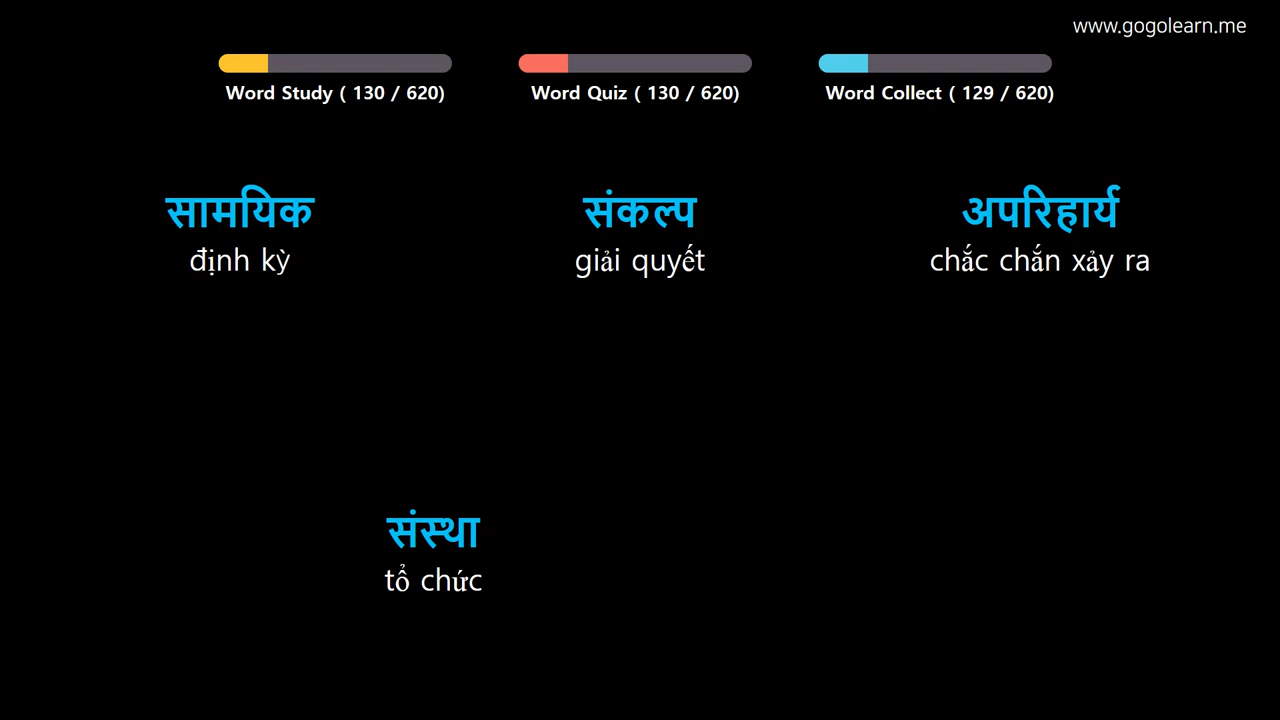 www.gogolearn.me
Word Study ( 130 / 620)
Word Quiz ( 130 / 620)
Word Collect ( 129 / 620)
सामयिक
định kỳ
संकल्प
giải quyết
अपरिहार्य
chắc chắn xảy ra
संस्था
tổ chức